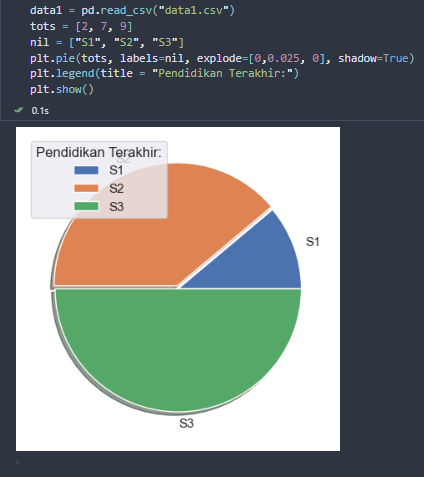 data1 = pd.read_csv("data1.csv")
tots = [2, 7, 9]
nil = ["S1", "S2", "S3"]
plt.pie(tots, labels=nil, explode=[0,0.025, 0], shadow=True)
plt.legend(title = "Pendidikan Terakhir:")
plt.show()
0.1s
Pendidikan Terakhir:
S2
S1
S2
S3
S1
S3